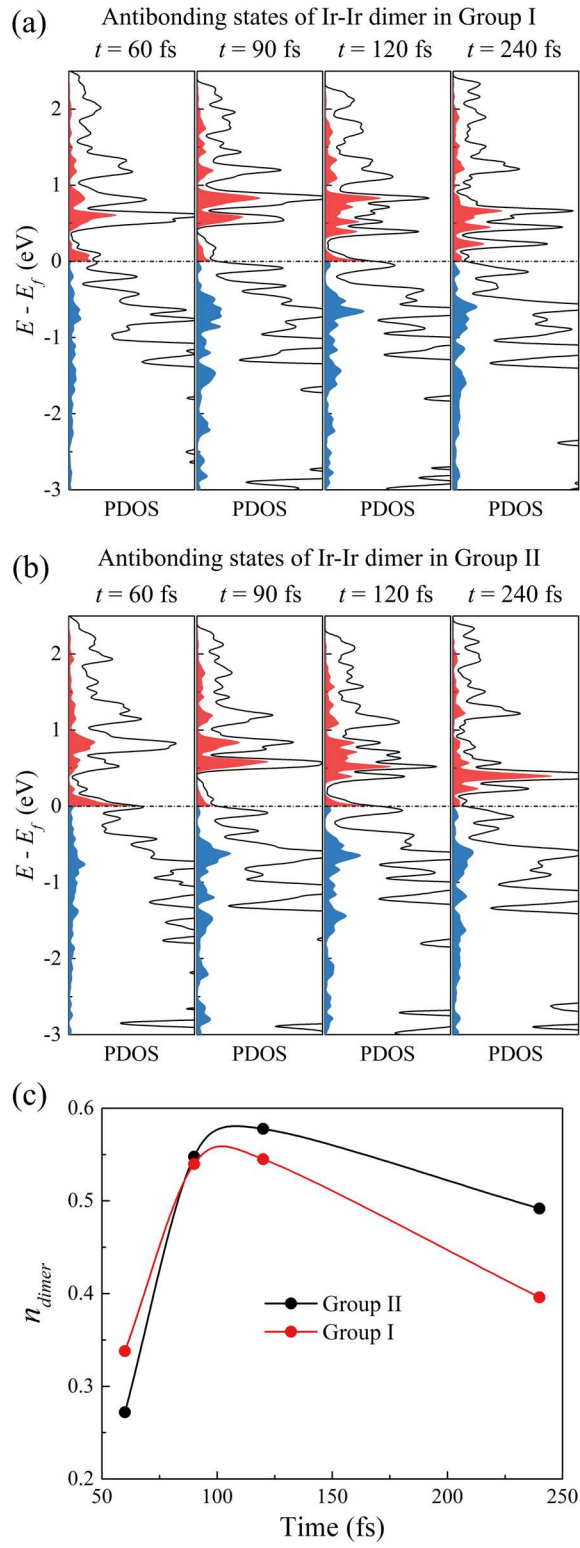 (a)
Antibonding states of Ir-Ir dimer in Group I
t = 60 fs t = 90 fs t = 120 fs t = 240 fs
2
1
0
-1
-2
-3
E - E_f (eV)
PDOS PDOS PDOS PDOS
(b)
Antibonding states of Ir-Ir dimer in Group II
t = 60 fs t = 90 fs t = 120 fs t = 240 fs
2
1
0
-1
-2
-3
E - E_f (eV)
PDOS PDOS PDOS PDOS
(c)
0.6
0.5
0.4
0.3
0.2
n_dimer
Group II
Group I
50 100 150 200 250
Time (fs)